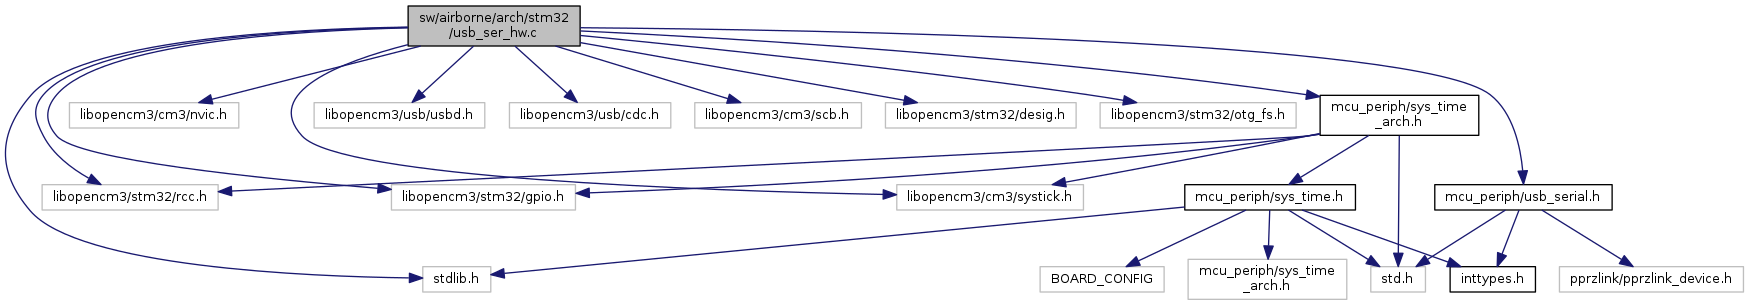 sw/airborne/arch/stm32
/usb_ser_hw.c
libopencm3/cm3/nvic.h
libopencm3/usb/usbd.h
libopencm3/usb/cdc.h
libopencm3/cm3/scb.h
libopencm3/stm32/desig.h
libopencm3/stm32/otg_fs.h
mcu_periph/sys_time
_arch.h
libopencm3/stm32/rcc.h
libopencm3/stm32/gpio.h
libopencm3/cm3/systick.h
mcu_periph/sys_time.h
mcu_periph/usb_serial.h
stdlib.h
BOARD_CONFIG
mcu_periph/sys_time
_arch.h
std.h
inttypes.h
pprzlink/pprzlink_device.h